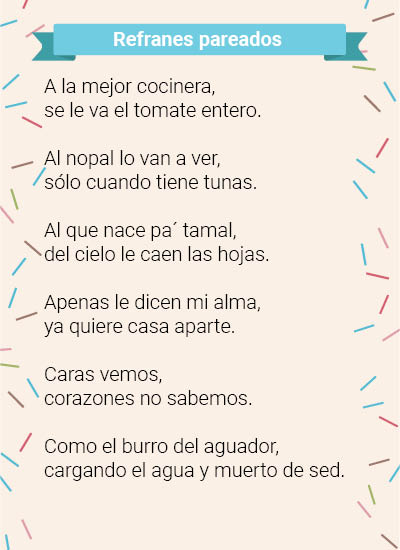 Refranes pareados
A la mejor cocinera,
se le va el tomate entero.
Al nopal lo van a ver,
sólo cuando tiene tunas.
Al que nace pa´ tamal,
del cielo le caen las hojas.
Apenas le dicen mi alma,
ya quiere casa aparte.
Caras vemos,
corazones no sabemos.
Como el burro del aguador,
cargando el agua y muerto de sed.